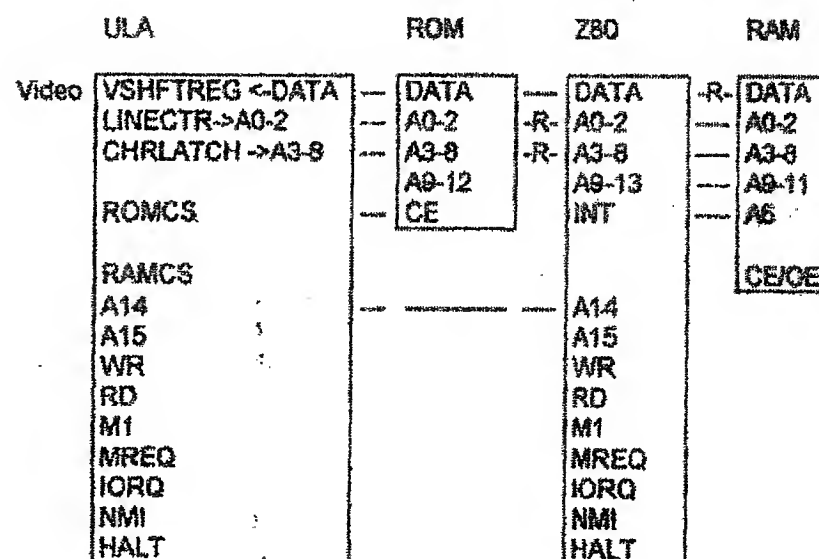 ULA ROM Z80 RAM
Video VSHFTREG <-DATA — DATA — DATA -R- DATA
LINECTR->A0-2 -- A0-2 -R- A0-2 — A0-2
CHRLATCH ->A3-8 -- A3-8 -R- A3-8 — A3-8
A9-12 A9-13 — A9-11
ROMCS — CE INT — A6
RAMCS CE/OE
A14 — ——— — A14
A15 A15
WR WR
RD RD
M1 M1
MREQ MREQ
IORQ IORQ
NMI NMI
HALT HALT